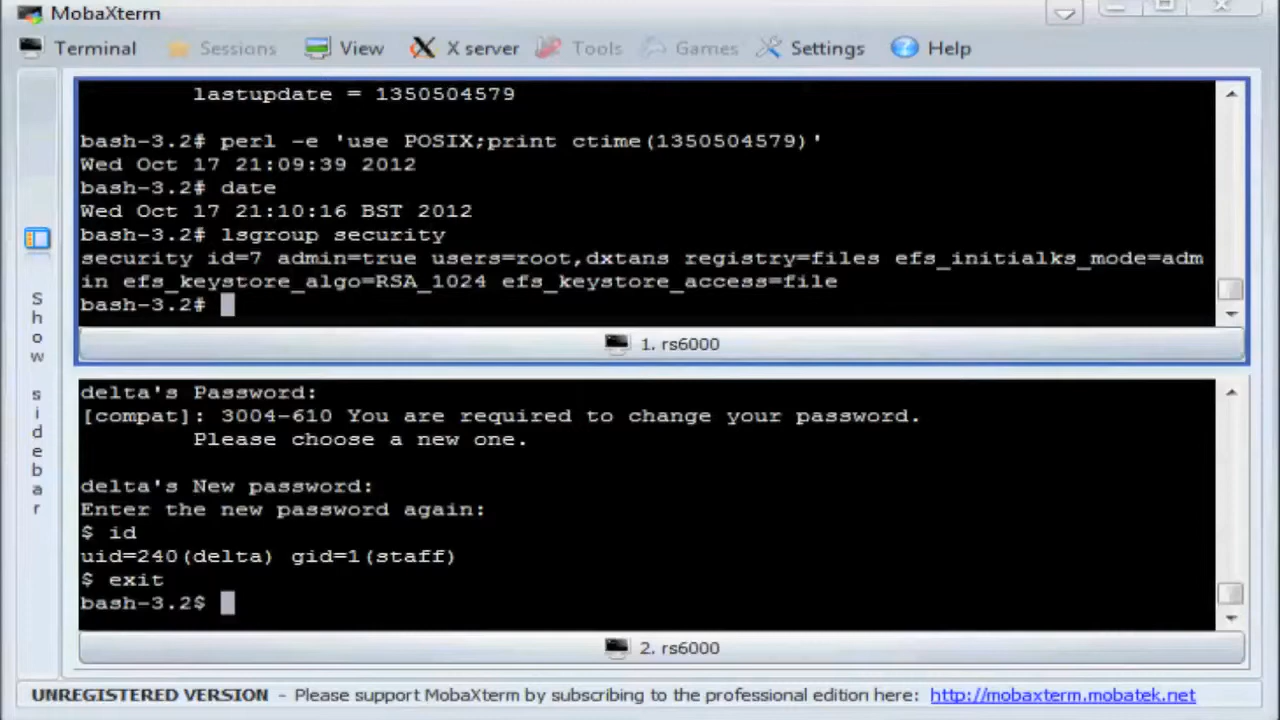 MobaXterm
Terminal Sessions View X server Tools Games Settings Help
Show sidebar
lastupdate = 1350504579
bash-3.2# perl -e 'use POSIX;print ctime(1350504579)'
Wed Oct 17 21:09:39 2012
bash-3.2# date
Wed Oct 17 21:10:16 BST 2012
bash-3.2# lsgroup security
security id=7 admin=true users=root,dxtans registry=files efs_initialks_mode=adm
in efs_keystore_algo=RSA_1024 efs_keystore_access=file
bash-3.2#
1. rs6000
delta's Password:
[compat]: 3004-610 You are required to change your password.
Please choose a new one.
delta's New password:
Enter the new password again:
$ id
uid=240(delta) gid=1(staff)
$ exit
bash-3.2$
2. rs6000
UNREGISTERED VERSION - Please support MobaXterm by subscribing to the professional edition here: http://mobaxterm.mobatek.net